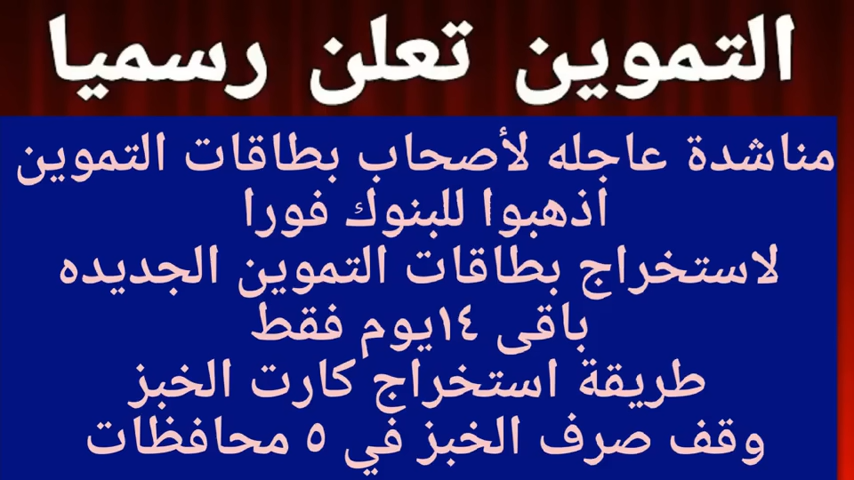 التموين تعلن رسميا
مناشدة عاجله لأصحاب بطاقات التموين
اذهبوا للبنوك فورا
لاستخراج بطاقات التموين الجديده
باقى ١٤يوم فقط
طريقة استخراج كارت الخبز
وقف صرف الخبز في ٥ محافظات